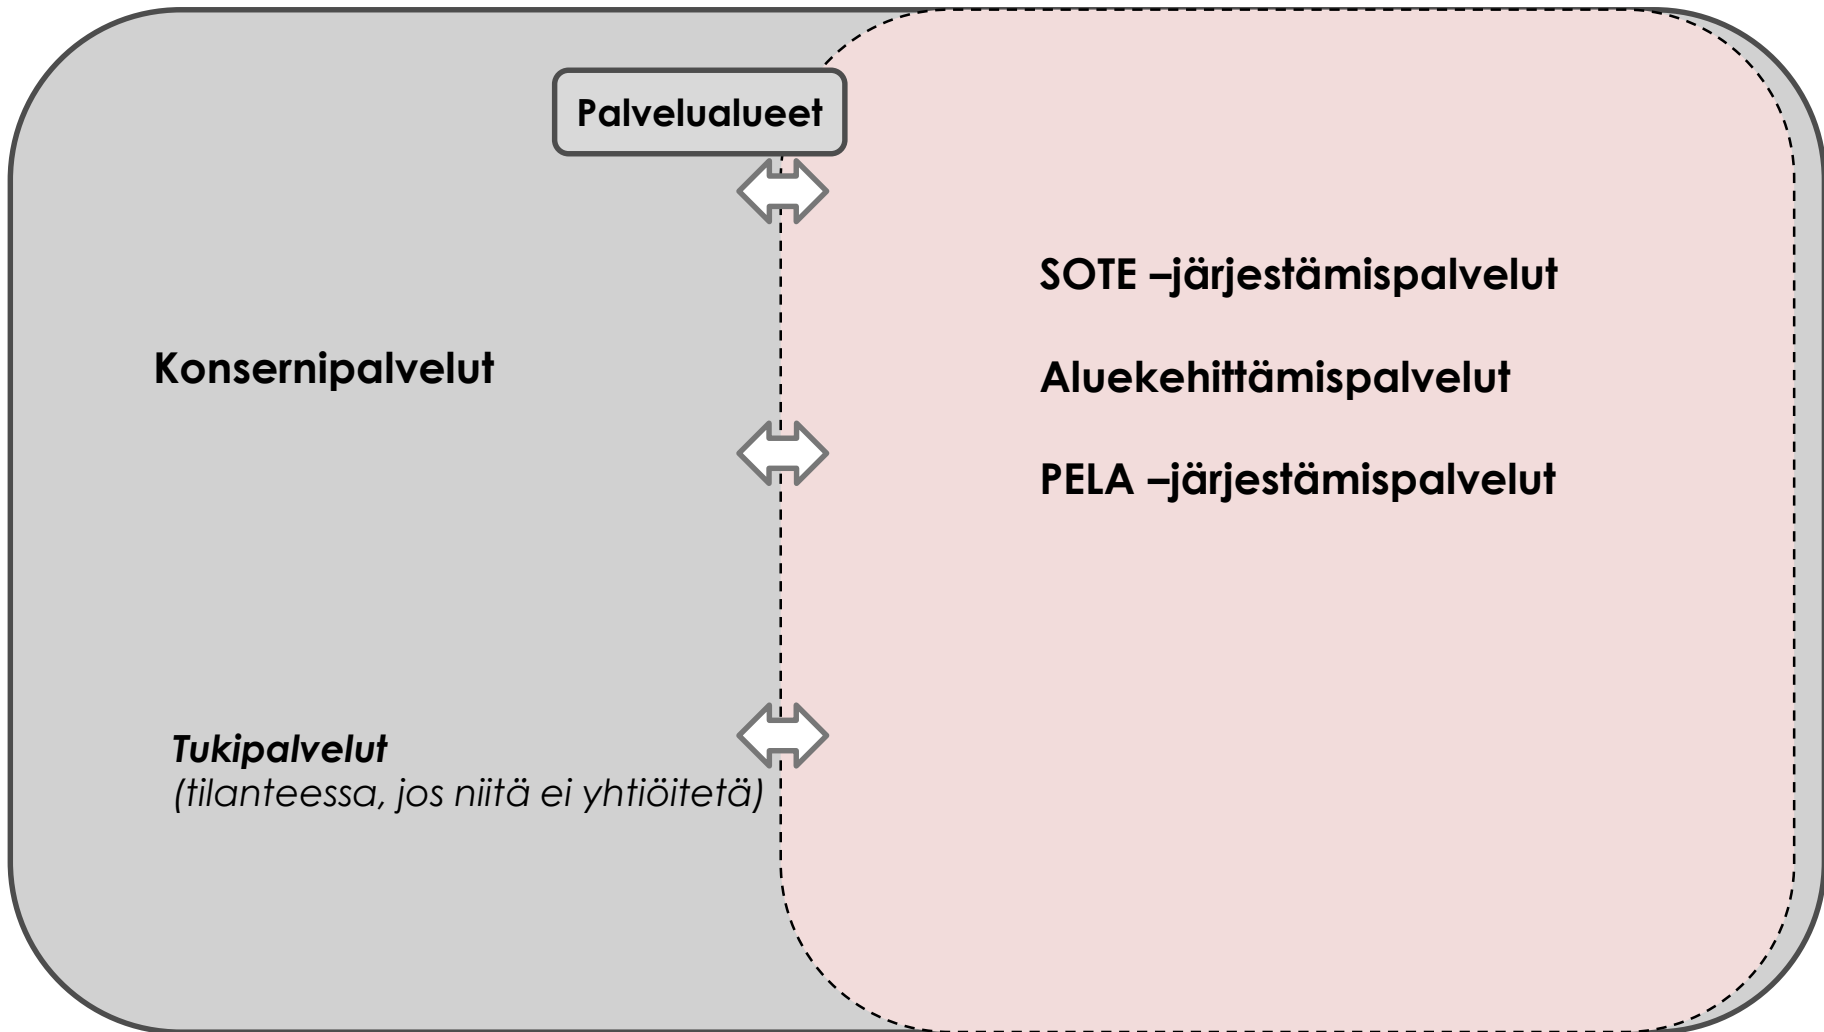 Palvelualueet
Konsernipalvelut
Tukipalvelut
(tilanteessa, jos niitä ei yhtiöitetä)
SOTE –järjestämispalvelut
Aluekehittämispalvelut
PELA –järjestämispalvelut